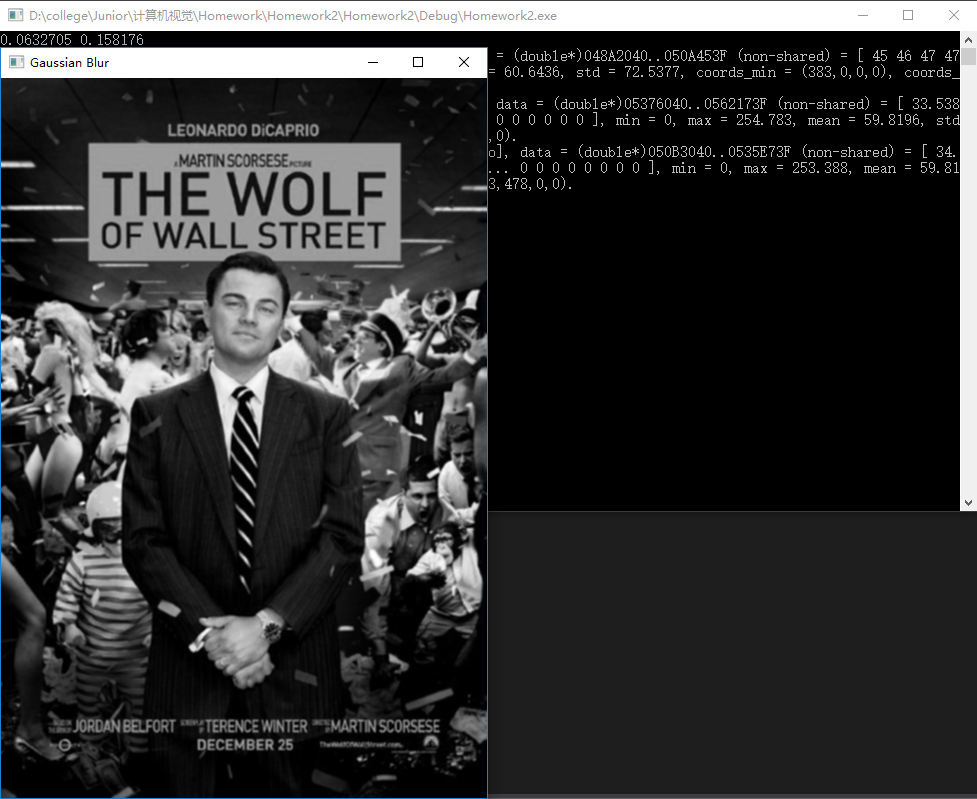 D:\college\Junior\计算机视觉\Homework\Homework2\Homework2\Debug\Homework2.exe
0.0632705 0.158176
= (double*)048A2040..050A453F (non-shared) = [ 45 46 47 47
= 60.6436, std = 72.5377, coords_min = (383,0,0,0), coords_
data = (double*)05376040..0562173F (non-shared) = [ 33.538
0 0 0 0 0 0 ], min = 0, max = 254.783, mean = 59.8196, std
,0).
o], data = (double*)050B3040..0535E73F (non-shared) = [ 34.
... 0 0 0 0 0 0 0 0 ], min = 0, max = 253.388, mean = 59.81
3,478,0,0).
Gaussian Blur
LEONARDO DiCAPRIO
A MARTIN SCORSESE PICTURE
THE WOLF
OF WALL STREET
JORDAN BELFORT TERENCE WINTER MARTIN SCORSESE
DECEMBER 25
TheWolfOfWallStreet.com